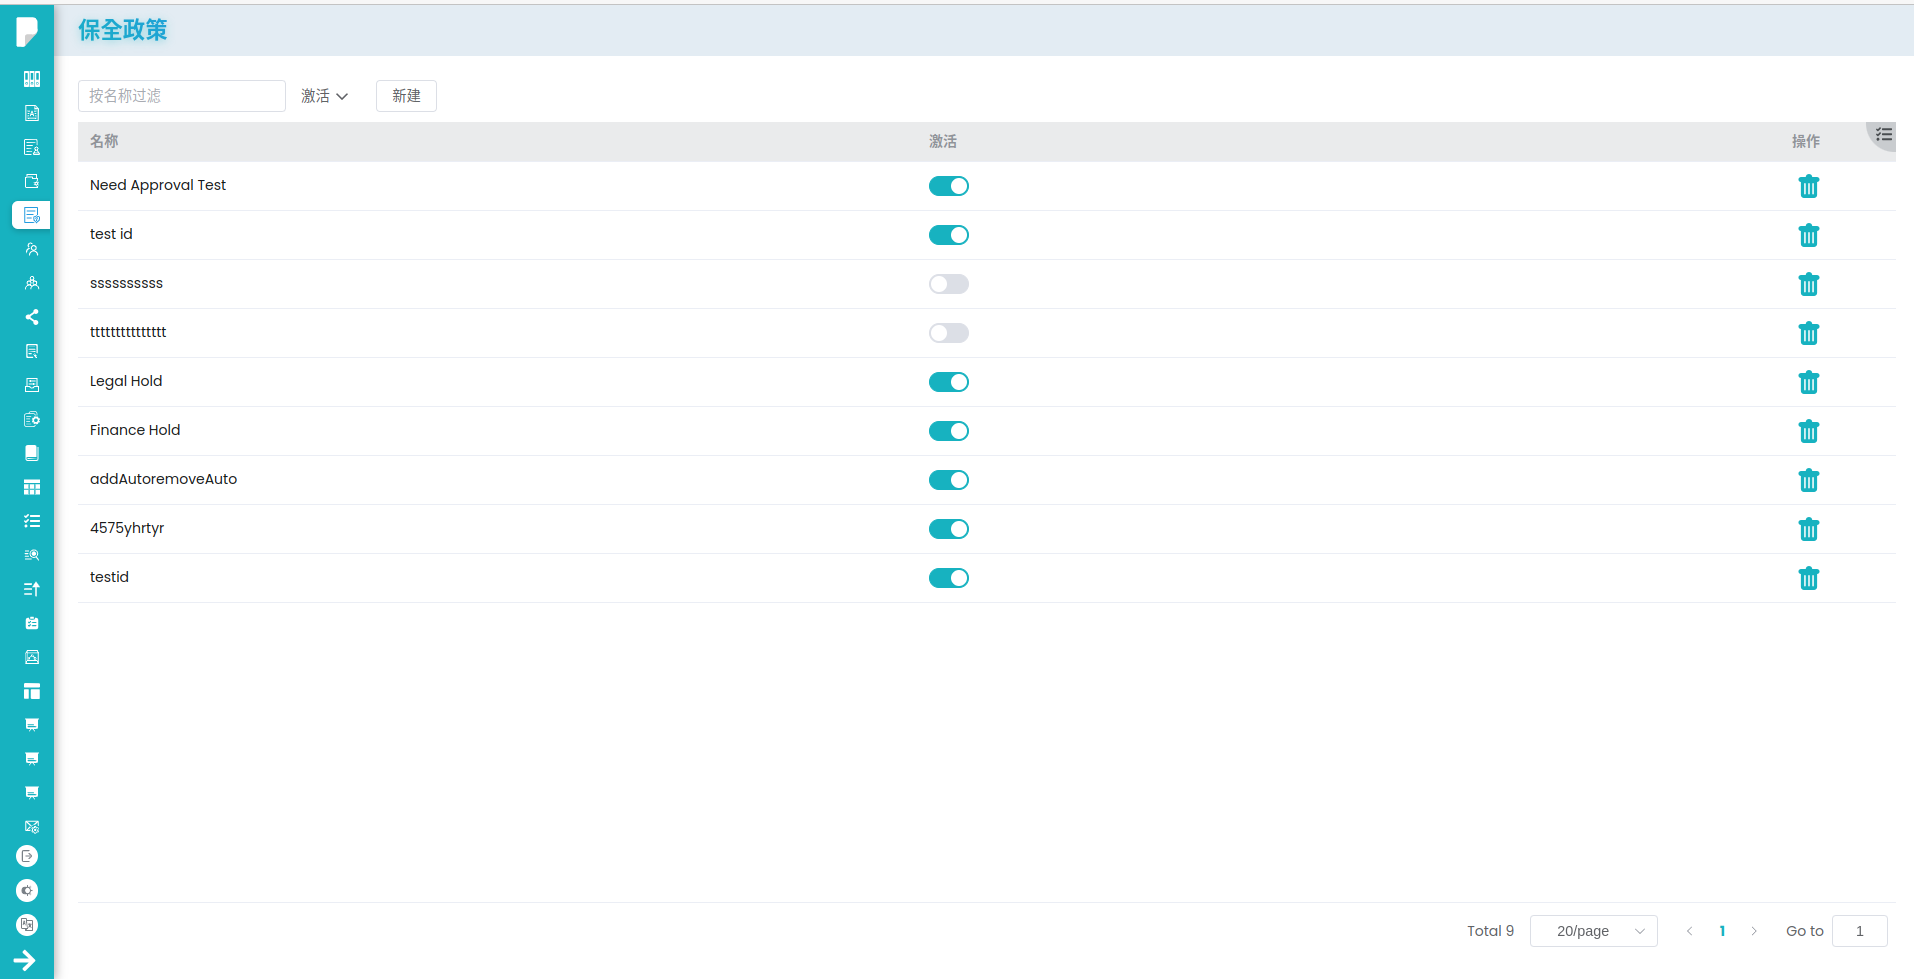 保全政策
按名称过滤 激活 新建
名称 激活 操作
Need Approval Test
test id
ssssssssss
ttttttttttttttt
Legal Hold
Finance Hold
addAutoremoveAuto
4575yhrtyr
testid
Total 9 20/page 1 Go to 1